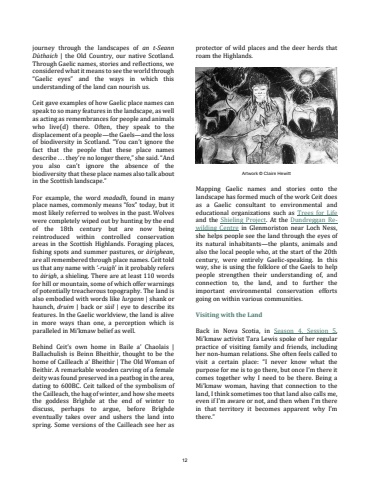 journey through the landscapes of an t-Seann
Dùthaich | the Old Country, our native Scotland.
Through Gaelic names, stories and reflections, we
considered what it means to see the world through
"Gaelic eyes" and the ways in which this
understanding of the land can nourish us.
Ceit gave examples of how Gaelic place names can
speak to so many features in the landscape, as well
as acting as remembrances for people and animals
who live(d) there. Often, they speak to the
displacement of a people—the Gaels—and the loss
of biodiversity in Scotland. "You can't ignore the
fact that the people that these place names
describe . . . they're no longer there," she said. "And
you also can't ignore the absence of the
biodiversity that these place names also talk about
in the Scottish landscape."
For example, the word madadh, found in many
place names, commonly means "fox" today, but it
most likely referred to wolves in the past. Wolves
were completely wiped out by hunting by the end
of the 18th century but are now being
reintroduced within controlled conservation
areas in the Scottish Highlands. Foraging places,
fishing spots and summer pastures, or àirighean,
are all remembered through place names. Ceit told
us that any name with '-ruigh' in it probably refers
to àirigh, a shieling. There are at least 110 words
for hill or mountain, some of which offer warnings
of potentially treacherous topography. The land is
also embodied with words like lurgann | shank or
haunch, druim | back or sùil | eye to describe its
features. In the Gaelic worldview, the land is alive
in more ways than one, a perception which is
paralleled in Mi'kmaw belief as well.
Behind Ceit's own home in Baile a' Chaolais |
Ballachulish is Beinn Bheithir, thought to be the
home of Cailleach a' Bheithir | The Old Woman of
Beithir. A remarkable wooden carving of a female
deity was found preserved in a peatbog in the area,
dating to 600BC. Ceit talked of the symbolism of
the Cailleach, the hag of winter, and how she meets
the goddess Brìghde at the end of winter to
discuss, perhaps to argue, before Brìghde
eventually takes over and ushers the land into
spring. Some versions of the Cailleach see her as
protector of wild places and the deer herds that
roam the Highlands.
Artwork © Claire Hewitt
Mapping Gaelic names and stories onto the
landscape has formed much of the work Ceit does
as a Gaelic consultant to environmental and
educational organizations such as Trees for Life
and the Shieling Project. At the Dundreggan Re-
wilding Centre in Glenmoriston near Loch Ness,
she helps people see the land through the eyes of
its natural inhabitants—the plants, animals and
also the local people who, at the start of the 20th
century, were entirely Gaelic-speaking. In this
way, she is using the folklore of the Gaels to help
people strengthen their understanding of, and
connection to, the land, and to further the
important environmental conservation efforts
going on within various communities.
Visiting with the Land
Back in Nova Scotia, in Season 4, Session 5,
Mi'kmaw activist Tara Lewis spoke of her regular
practice of visiting family and friends, including
her non-human relations. She often feels called to
visit a certain place: "I never know what the
purpose for me is to go there, but once I'm there it
comes together why I need to be there. Being a
Mi'kmaw woman, having that connection to the
land, I think sometimes too that land also calls me,
even if I'm aware or not, and then when I'm there
in that territory it becomes apparent why I'm
there."
12